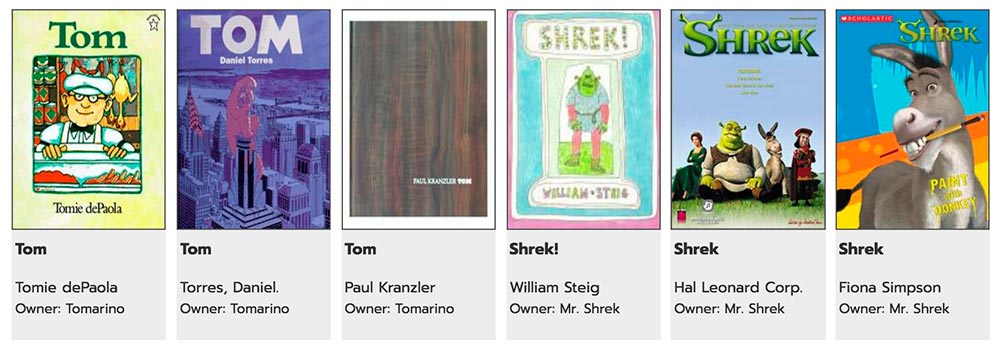 Tom
Tomie dePaola
TOM
Daniel Torres
PAUL KRANZLER TOM
SHREK!
WILLIAM STEIG
SHREK
SCHOLASTIC
SHREK
PAINT
with
DONKEY
Tom
Tomie dePaola
Owner: Tomarino
Tom
Torres, Daniel.
Owner: Tomarino
Tom
Paul Kranzler
Owner: Tomarino
Shrek!
William Steig
Owner: Mr. Shrek
Shrek
Hal Leonard Corp.
Owner: Mr. Shrek
Shrek
Fiona Simpson
Owner: Mr. Shrek